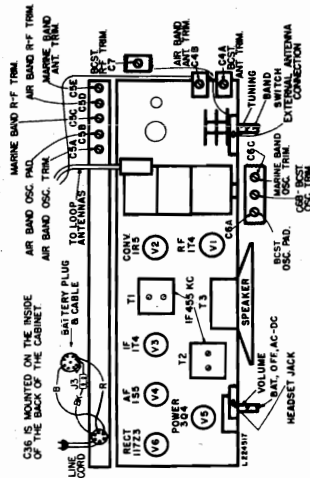 C36 IS MOUNTED ON THE INSIDE
OF THE BACK OF THE CABINET.
LINE
CORD
B
BK
J3
R
BATTERY PLUG
& CABLE
TO LOOP
ANTENNAS
AIR BAND OSC. PAD.
AIR BAND OSC. TRIM.
MARINE BAND R-F TRIM.
AIR BAND R-F TRIM.
MARINE BAND
ANT. TRIM.
C5A
C5B
C5C
C5D
C5E
BCST
R-F TRIM.
C7
AIR BAND
ANT TRIM.
C4B
C4A
BCST
ANT TRIM.
RECT
117Z3
V6
AF
1S5
V4
IF
1T4
V3
CONV.
1R5
V2
RF
1T4
V1
POWER
3Q4
V5
T1
T2
T3
IF 455 KC
SPEAKER
C6A
C6C
BCST
OSC. PAD.
MARINE BAND
OSC. TRIM.
C6B-BCST
OSC TRIM.
TUNING
BAND
SWITCH
EXTERNAL ANTENNA
CONNECTION
VOLUME
BAT, OFF, AC-DC
HEADSET JACK
L224517